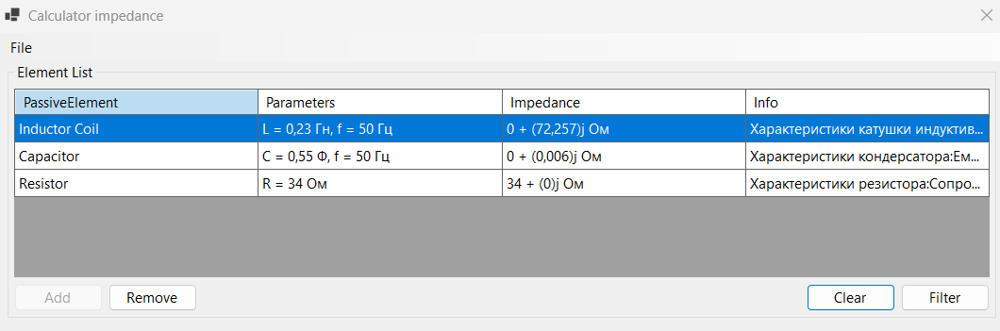 Calculator impedance
File
Element List
PassiveElement Parameters Impedance Info
Inductor Coil L = 0,23 Гн, f = 50 Гц 0 + (72,257)j Ом Характеристики катушки индуктив...
Capacitor C = 0,55 Ф, f = 50 Гц 0 + (0,006)j Ом Характеристики кондерсатора:Ем...
Resistor R = 34 Ом 34 + (0)j Ом Характеристики резистора:Сопро...
Add Remove Clear Filter